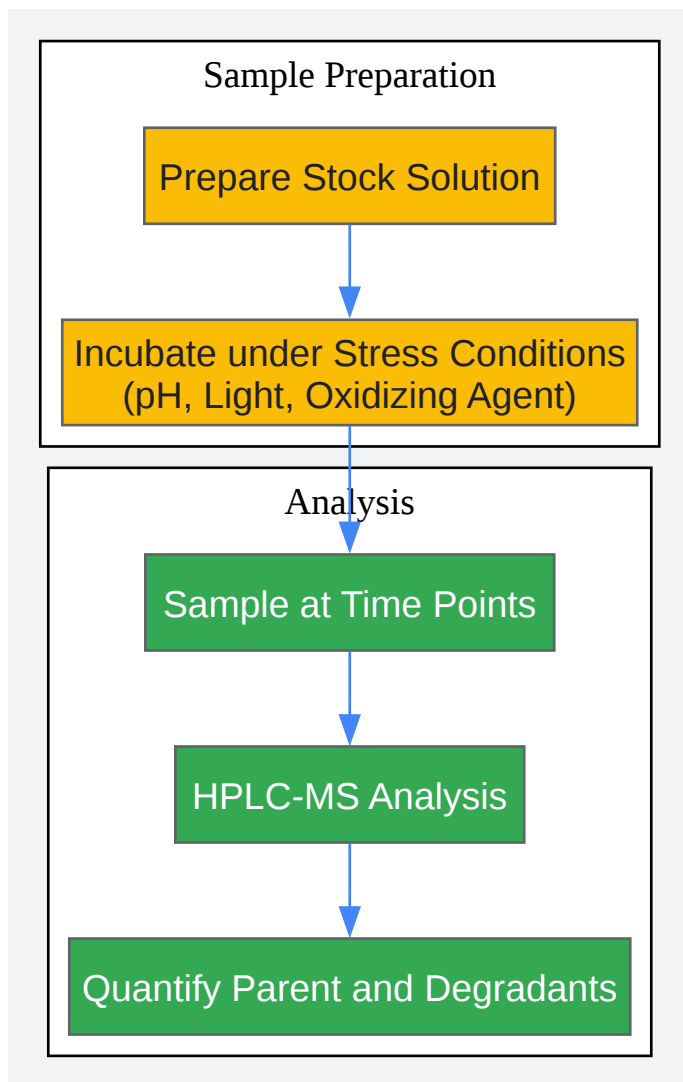 Sample Preparation
Prepare Stock Solution
Incubate under Stress Conditions
(pH, Light, Oxidizing Agent)
Analysis
Sample at Time Points
HPLC-MS Analysis
Quantify Parent and Degradants